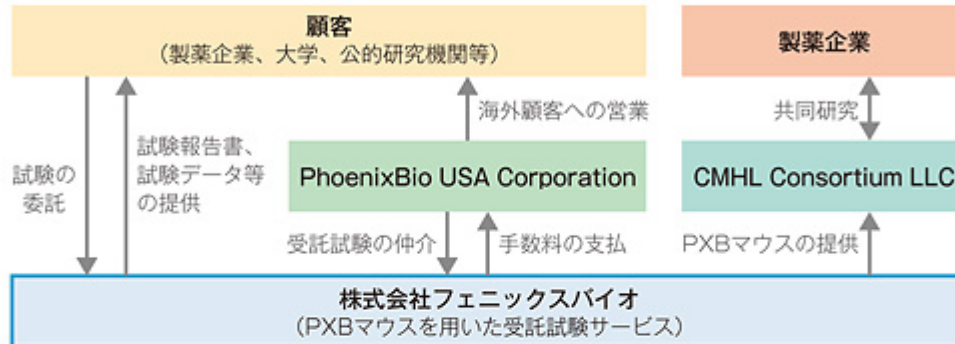 顧客
（製薬企業、大学、公的研究機関等）
製薬企業
海外顧客への営業
共同研究
試験の
委託
試験報告書、
試験データ等
の提供
PhoenixBio USA Corporation
CMHL Consortium LLC
受託試験の仲介
手数料の支払
PXBマウスの提供
株式会社フェニックスバイオ
（PXBマウスを用いた受託試験サービス）